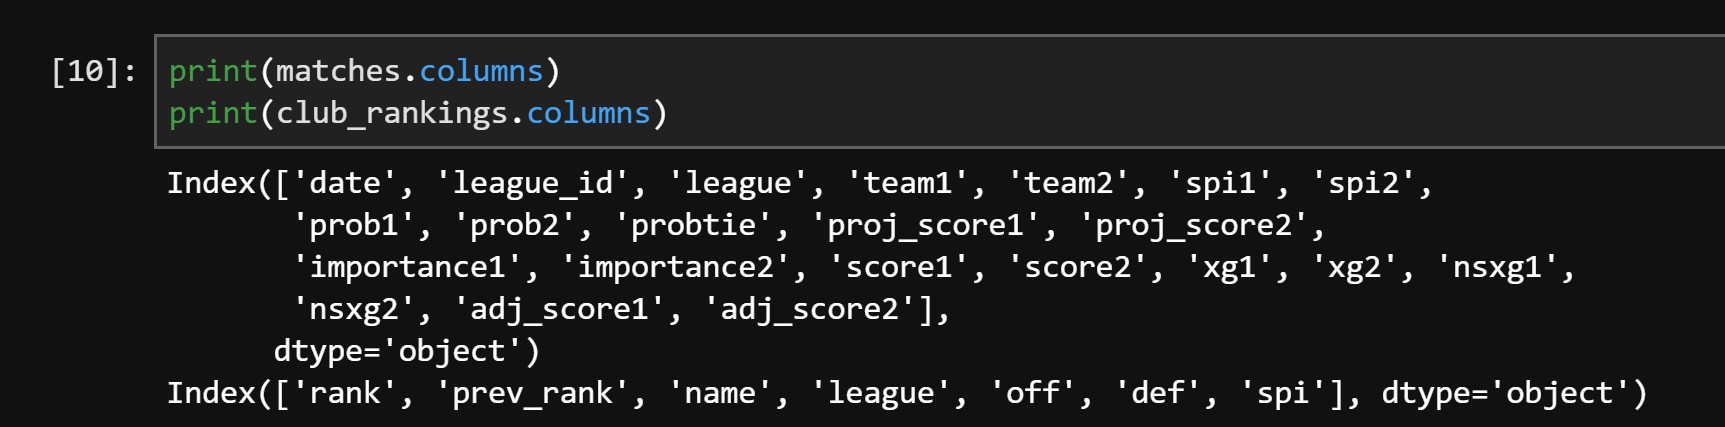 [10]: print(matches.columns)
print(club_rankings.columns)
Index(['date', 'league_id', 'league', 'team1', 'team2', 'spi1', 'spi2',
'prob1', 'prob2', 'probtie', 'proj_score1', 'proj_score2',
'importance1', 'importance2', 'score1', 'score2', 'xg1', 'xg2', 'nsxg1',
'nsxg2', 'adj_score1', 'adj_score2'],
dtype='object')
Index(['rank', 'prev_rank', 'name', 'league', 'off', 'def', 'spi'], dtype='object')